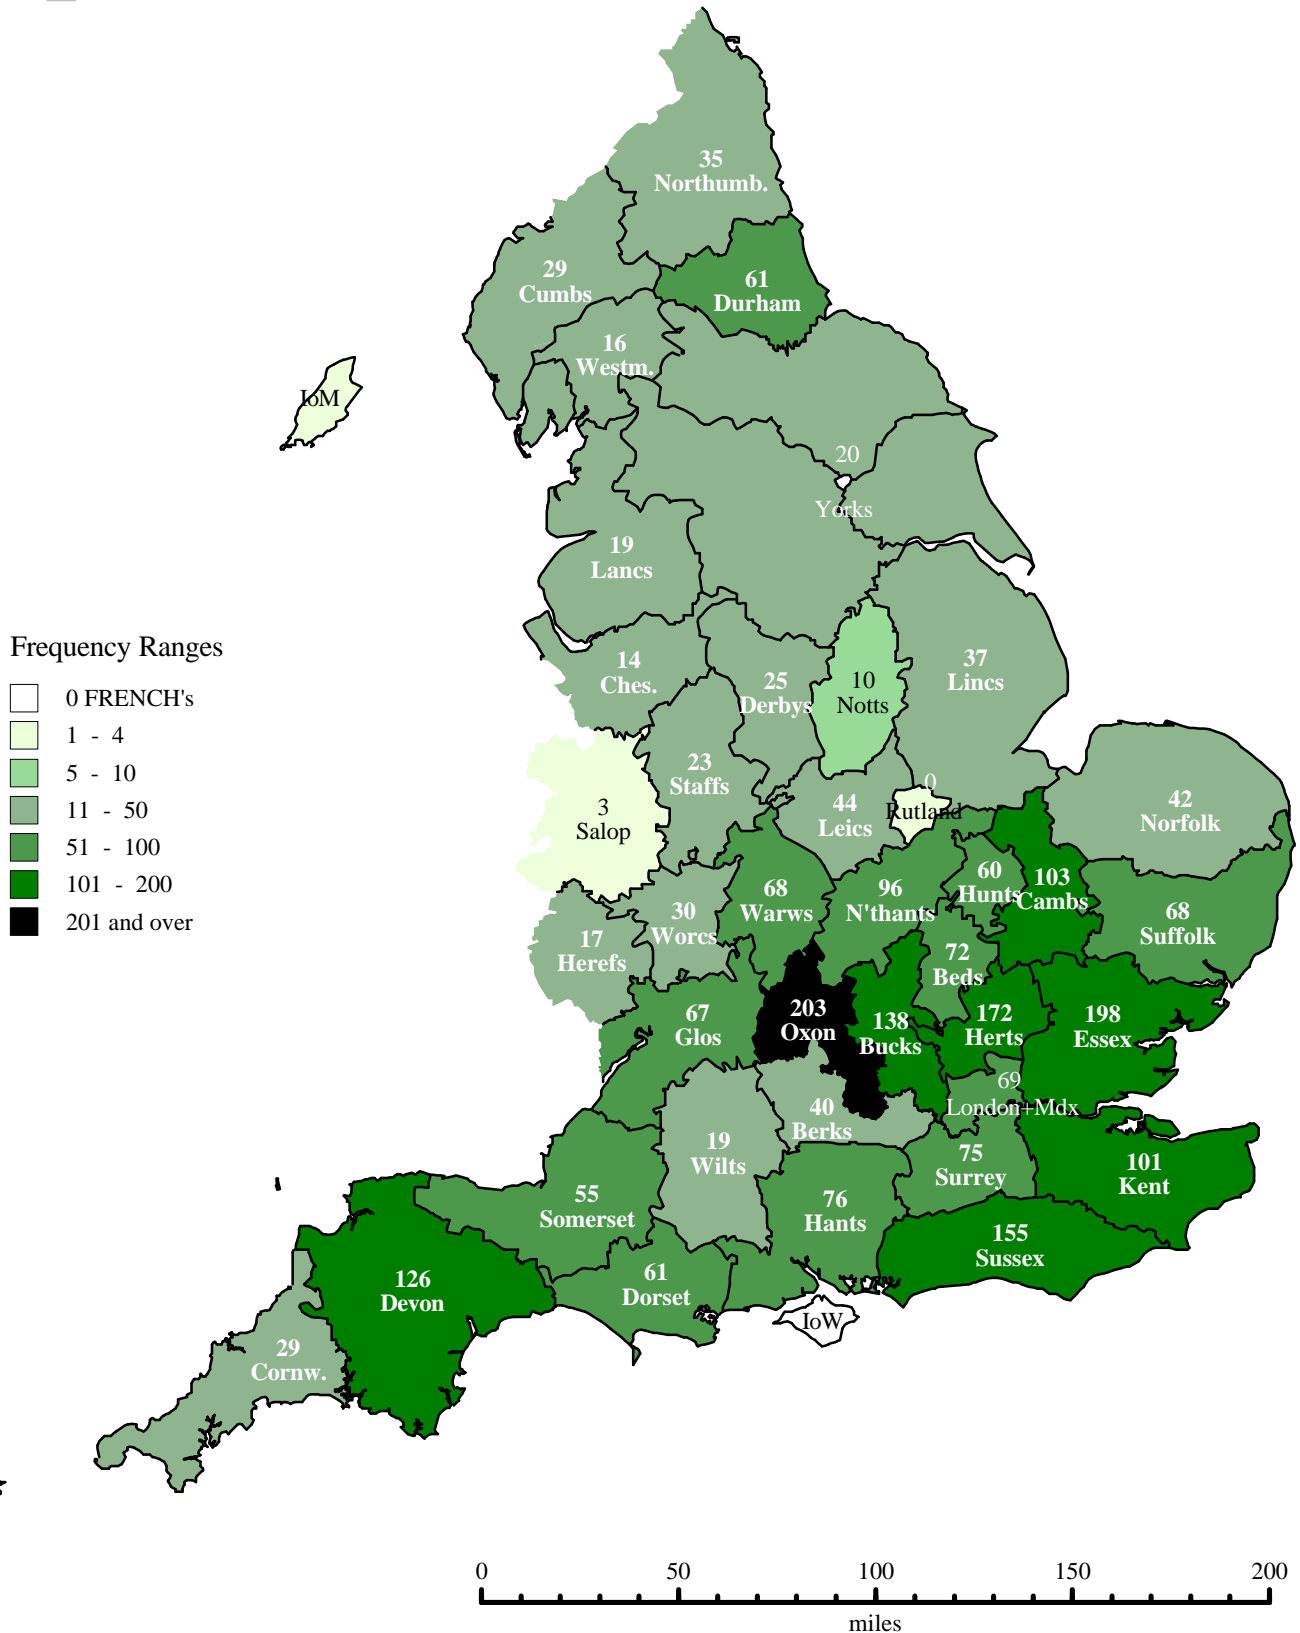 35
Northumb.
29
Cumbs
61
Durham
16
Westm.
IoM
20
Yorks
19
Lancs
Frequency Ranges
0 FRENCH's
1 - 4
5 - 10
11 - 50
51 - 100
101 - 200
201 and over
14
Ches.
25
Derbys
10
Notts
37
Lincs
23
Staffs
3
Salop
44
Leics
0
Rutland
42
Norfolk
68
Warws
96
N'thants
60
Hunts
103
Cambs
68
Suffolk
30
Worcs
17
Herefs
72
Beds
67
Glos
203
Oxon
138
Bucks
172
Herts
198
Essex
69
London+Mdx
40
Berks
19
Wilts
75
Surrey
101
Kent
55
Somerset
76
Hants
155
Sussex
126
Devon
61
Dorset
IoW
29
Cornw.
0 50 100 150 200
miles